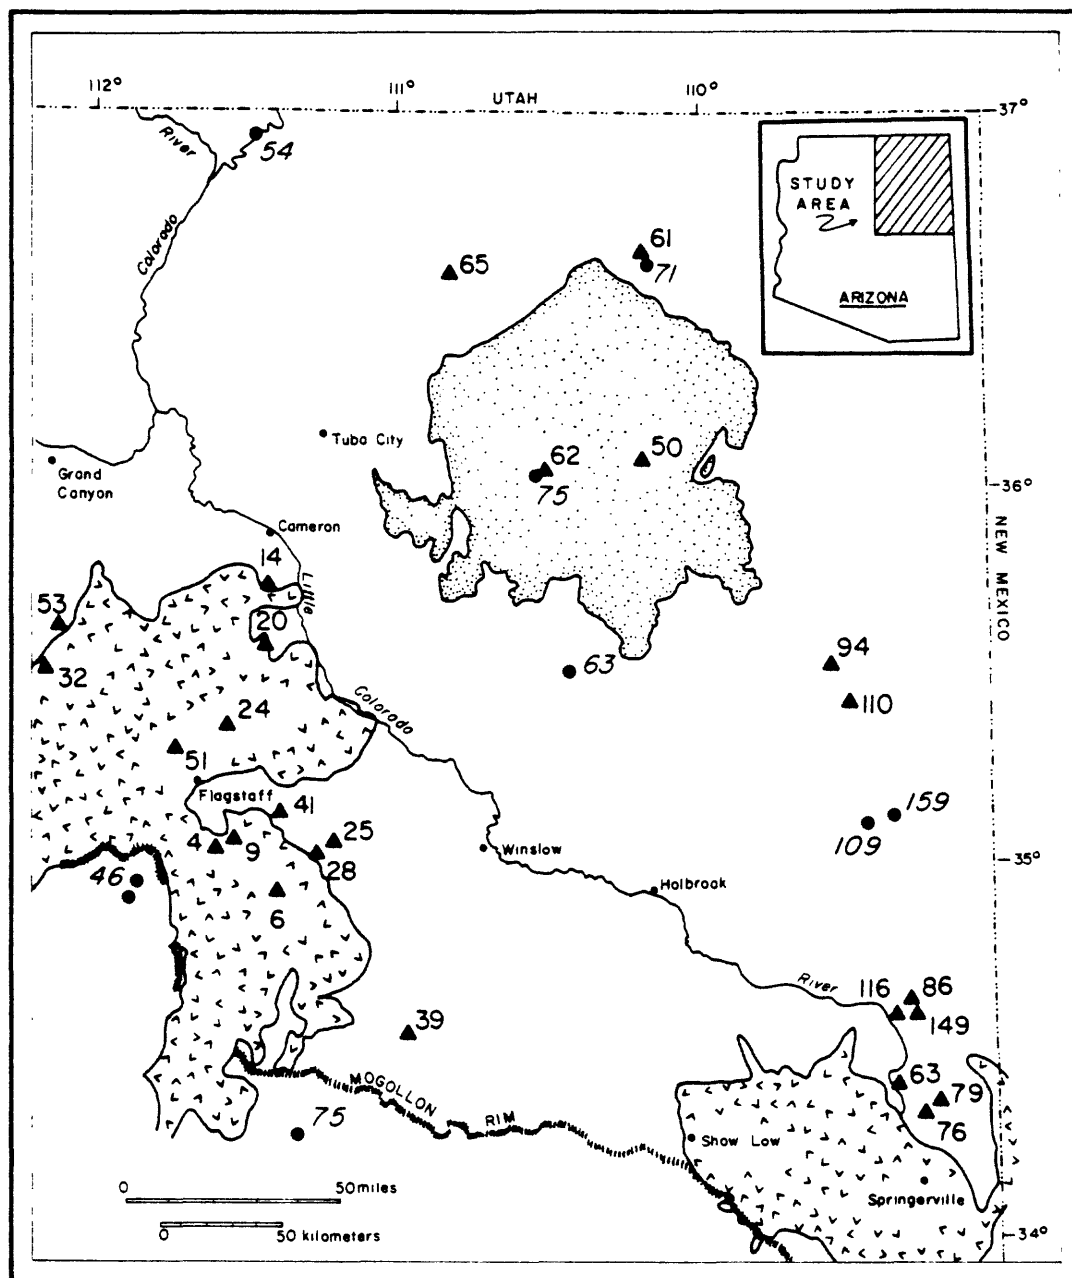 112°
111°
UTAH
110°
37°
River
54
STUDY
AREA
ARIZONA
Colorado
65
61
71
Tuba City
62
50
75
Grand
Canyon
36°
Cameron
NEW MEXICO
14
Little
53
20
32
63
94
Colorado
110
24
51
Flagstaff
41
159
109
4
9
25
28
Winslow
35°
46
6
Holbrook
River
116
86
149
39
63
79
76
MOGOLLON
RIM
75
Show Low
Springerville
0
50 miles
0
50 kilometers
34°